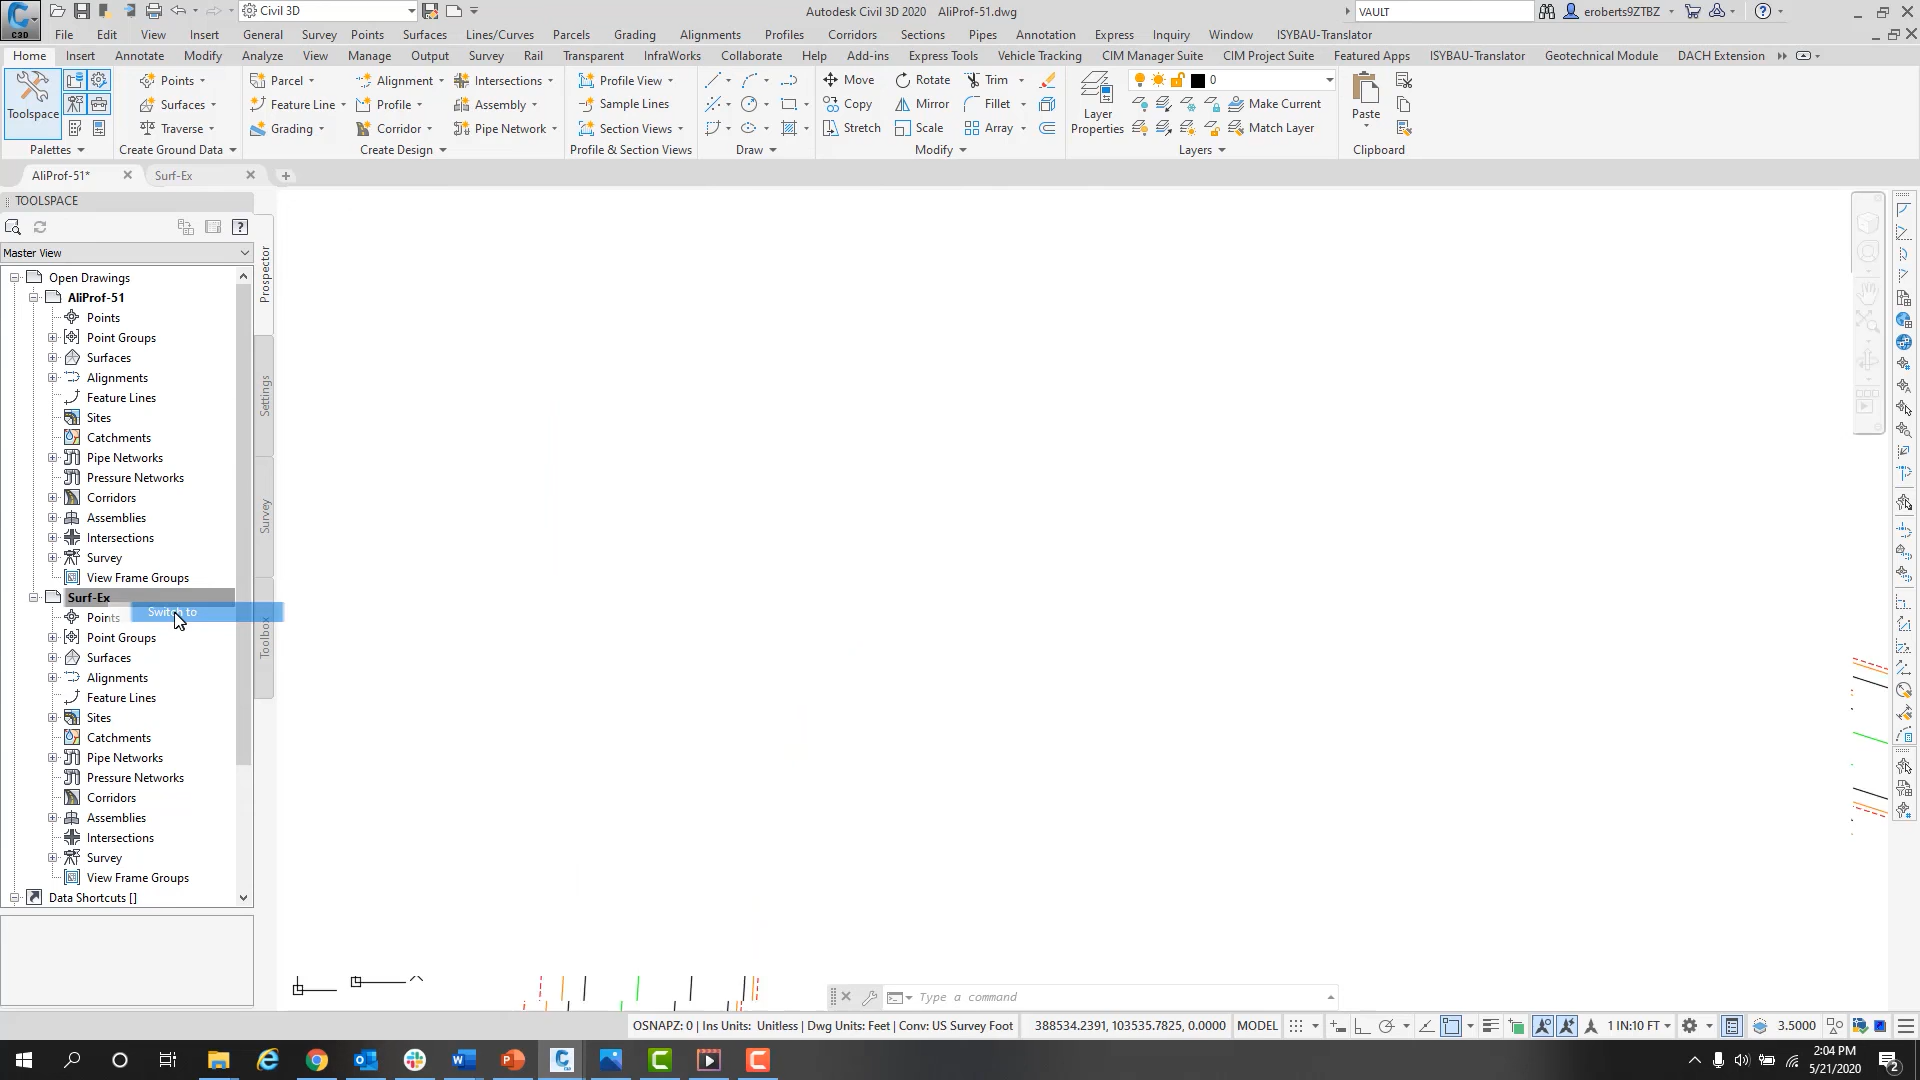 Civil 3D
Autodesk Civil 3D 2020 AliProf-51.dwg
VAULT
eroberts9ZTBZ
C3D
File Edit View Insert General Survey Points Surfaces Lines/Curves Parcels Grading Alignments Profiles Corridors Sections Pipes Annotation Express Inquiry Window ISYBAU-Translator
Home Insert Annotate Modify Analyze View Manage Output Survey Rail Transparent InfraWorks Collaborate Help Add-ins Express Tools Vehicle Tracking CIM Manager Suite CIM Project Suite Featured Apps ISYBAU-Translator Geotechnical Module DACH Extension
Points Parcel Alignment Intersections Profile View Move Rotate Trim 0
Toolspace Surfaces Feature Line Profile Assembly Sample Lines Copy Mirror Fillet Layer Properties Make Current Paste
Traverse Grading Corridor Pipe Network Section Views Stretch Scale Array Match Layer
Palettes Create Ground Data Create Design Profile & Section Views Draw Modify Layers Clipboard
AliProf-51* Surf-Ex
TOOLSPACE
Master View
Open Drawings
AliProf-51
Points
Point Groups
Surfaces
Alignments
Feature Lines
Sites
Catchments
Pipe Networks
Pressure Networks
Corridors
Assemblies
Intersections
Survey
View Frame Groups
Surf-Ex
Switch to
Points
Point Groups
Surfaces
Alignments
Feature Lines
Sites
Catchments
Pipe Networks
Pressure Networks
Corridors
Assemblies
Intersections
Survey
View Frame Groups
Data Shortcuts []
Prospector
Settings
Survey
Toolbox
Type a command
OSNAPZ: 0 | Ins Units: Unitless | Dwg Units: Feet | Conv: US Survey Foot 388534.2391, 103535.7825, 0.0000 MODEL 1 IN:10 FT 3.5000
2:04 PM
5/21/2020
2